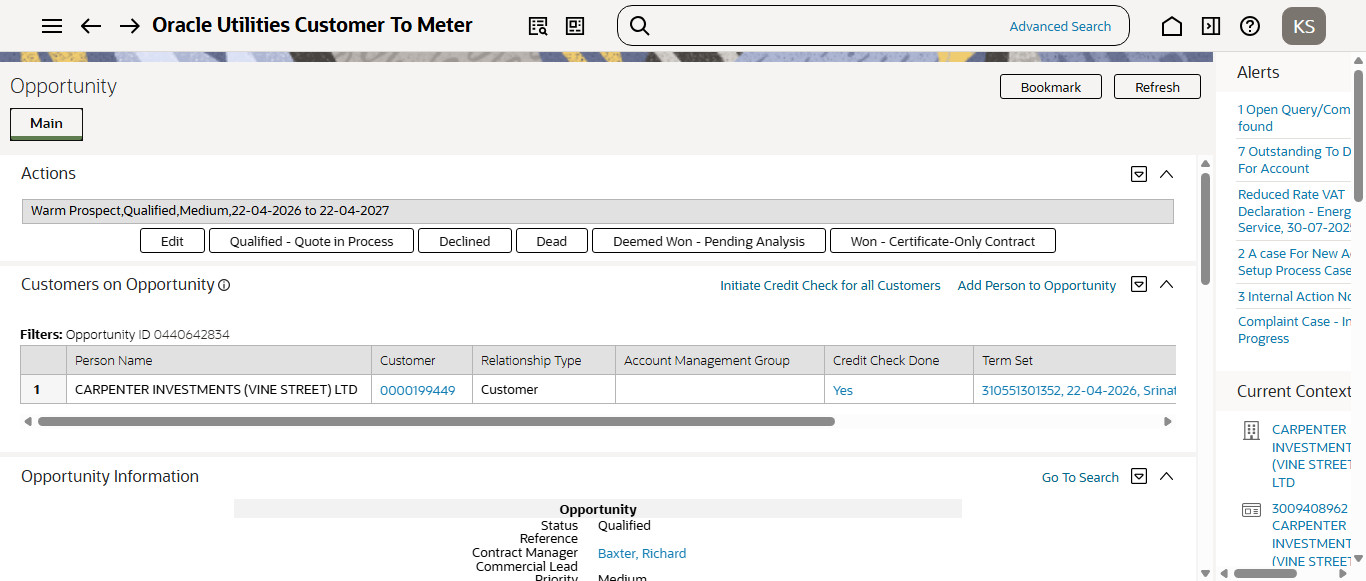 Oracle Utilities Customer To Meter
Advanced Search
KS
Opportunity
Bookmark
Refresh
Main
Actions
Warm Prospect,Qualified,Medium,22-04-2026 to 22-04-2027
Edit
Qualified - Quote in Process
Declined
Dead
Deemed Won - Pending Analysis
Won - Certificate-Only Contract
Customers on Opportunity
Initiate Credit Check for all Customers
Add Person to Opportunity
Filters: Opportunity ID 0440642834
Person Name Customer Relationship Type Account Management Group Credit Check Done Term Set
1 CARPENTER INVESTMENTS (VINE STREET) LTD 0000199449 Customer Yes 310551301352, 22-04-2026, Srinat
Opportunity Information
Go To Search
Opportunity
Status Qualified
Reference
Contract Manager Baxter, Richard
Commercial Lead
Priority Medium
Alerts
1 Open Query/Com
found
7 Outstanding To D
For Account
Reduced Rate VAT
Declaration - Energ
Service, 30-07-202
2 A case For New A
Setup Process Case
3 Internal Action No
Complaint Case - In
Progress
Current Context
CARPENTER
INVESTMENT
(VINE STREET
LTD
3009408962
CARPENTER
INVESTMENT
(VINE STREET